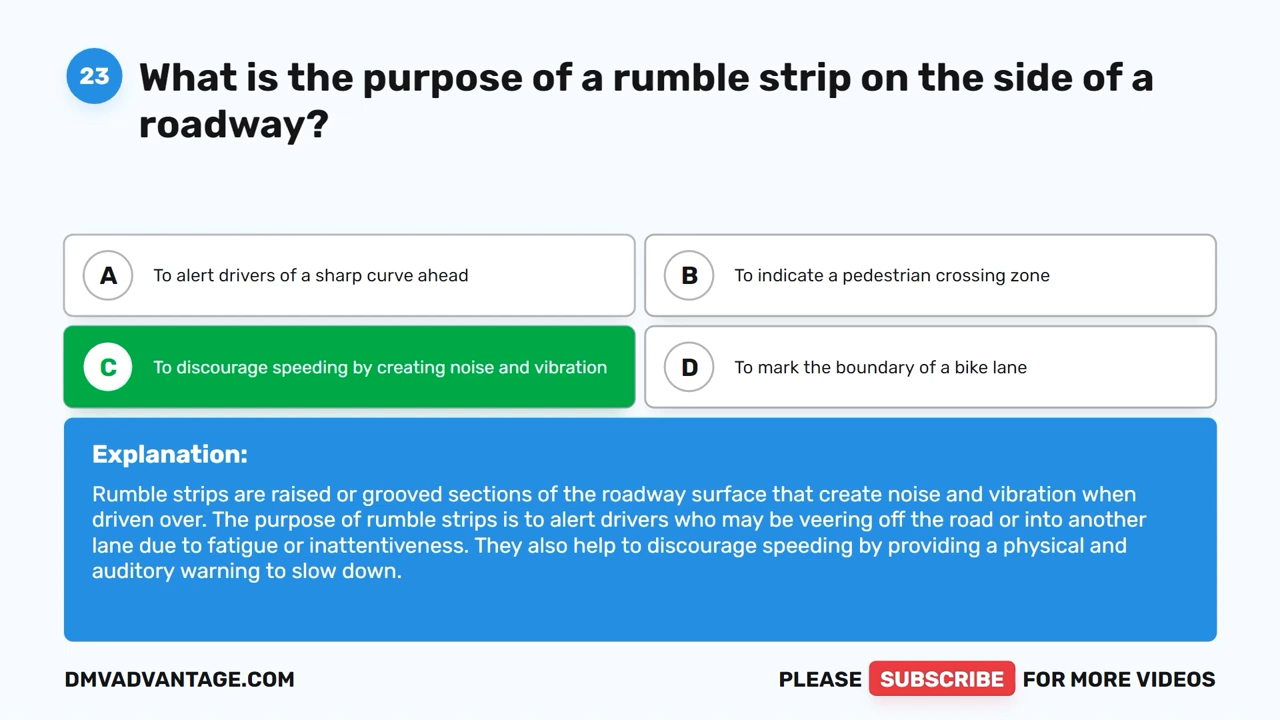 23
What is the purpose of a rumble strip on the side of a
roadway?
A To alert drivers of a sharp curve ahead
B To indicate a pedestrian crossing zone
C To discourage speeding by creating noise and vibration
D To mark the boundary of a bike lane
Explanation:
Rumble strips are raised or grooved sections of the roadway surface that create noise and vibration when
driven over. The purpose of rumble strips is to alert drivers who may be veering off the road or into another
lane due to fatigue or inattentiveness. They also help to discourage speeding by providing a physical and
auditory warning to slow down.
DMVADVANTAGE.COM
PLEASE SUBSCRIBE FOR MORE VIDEOS